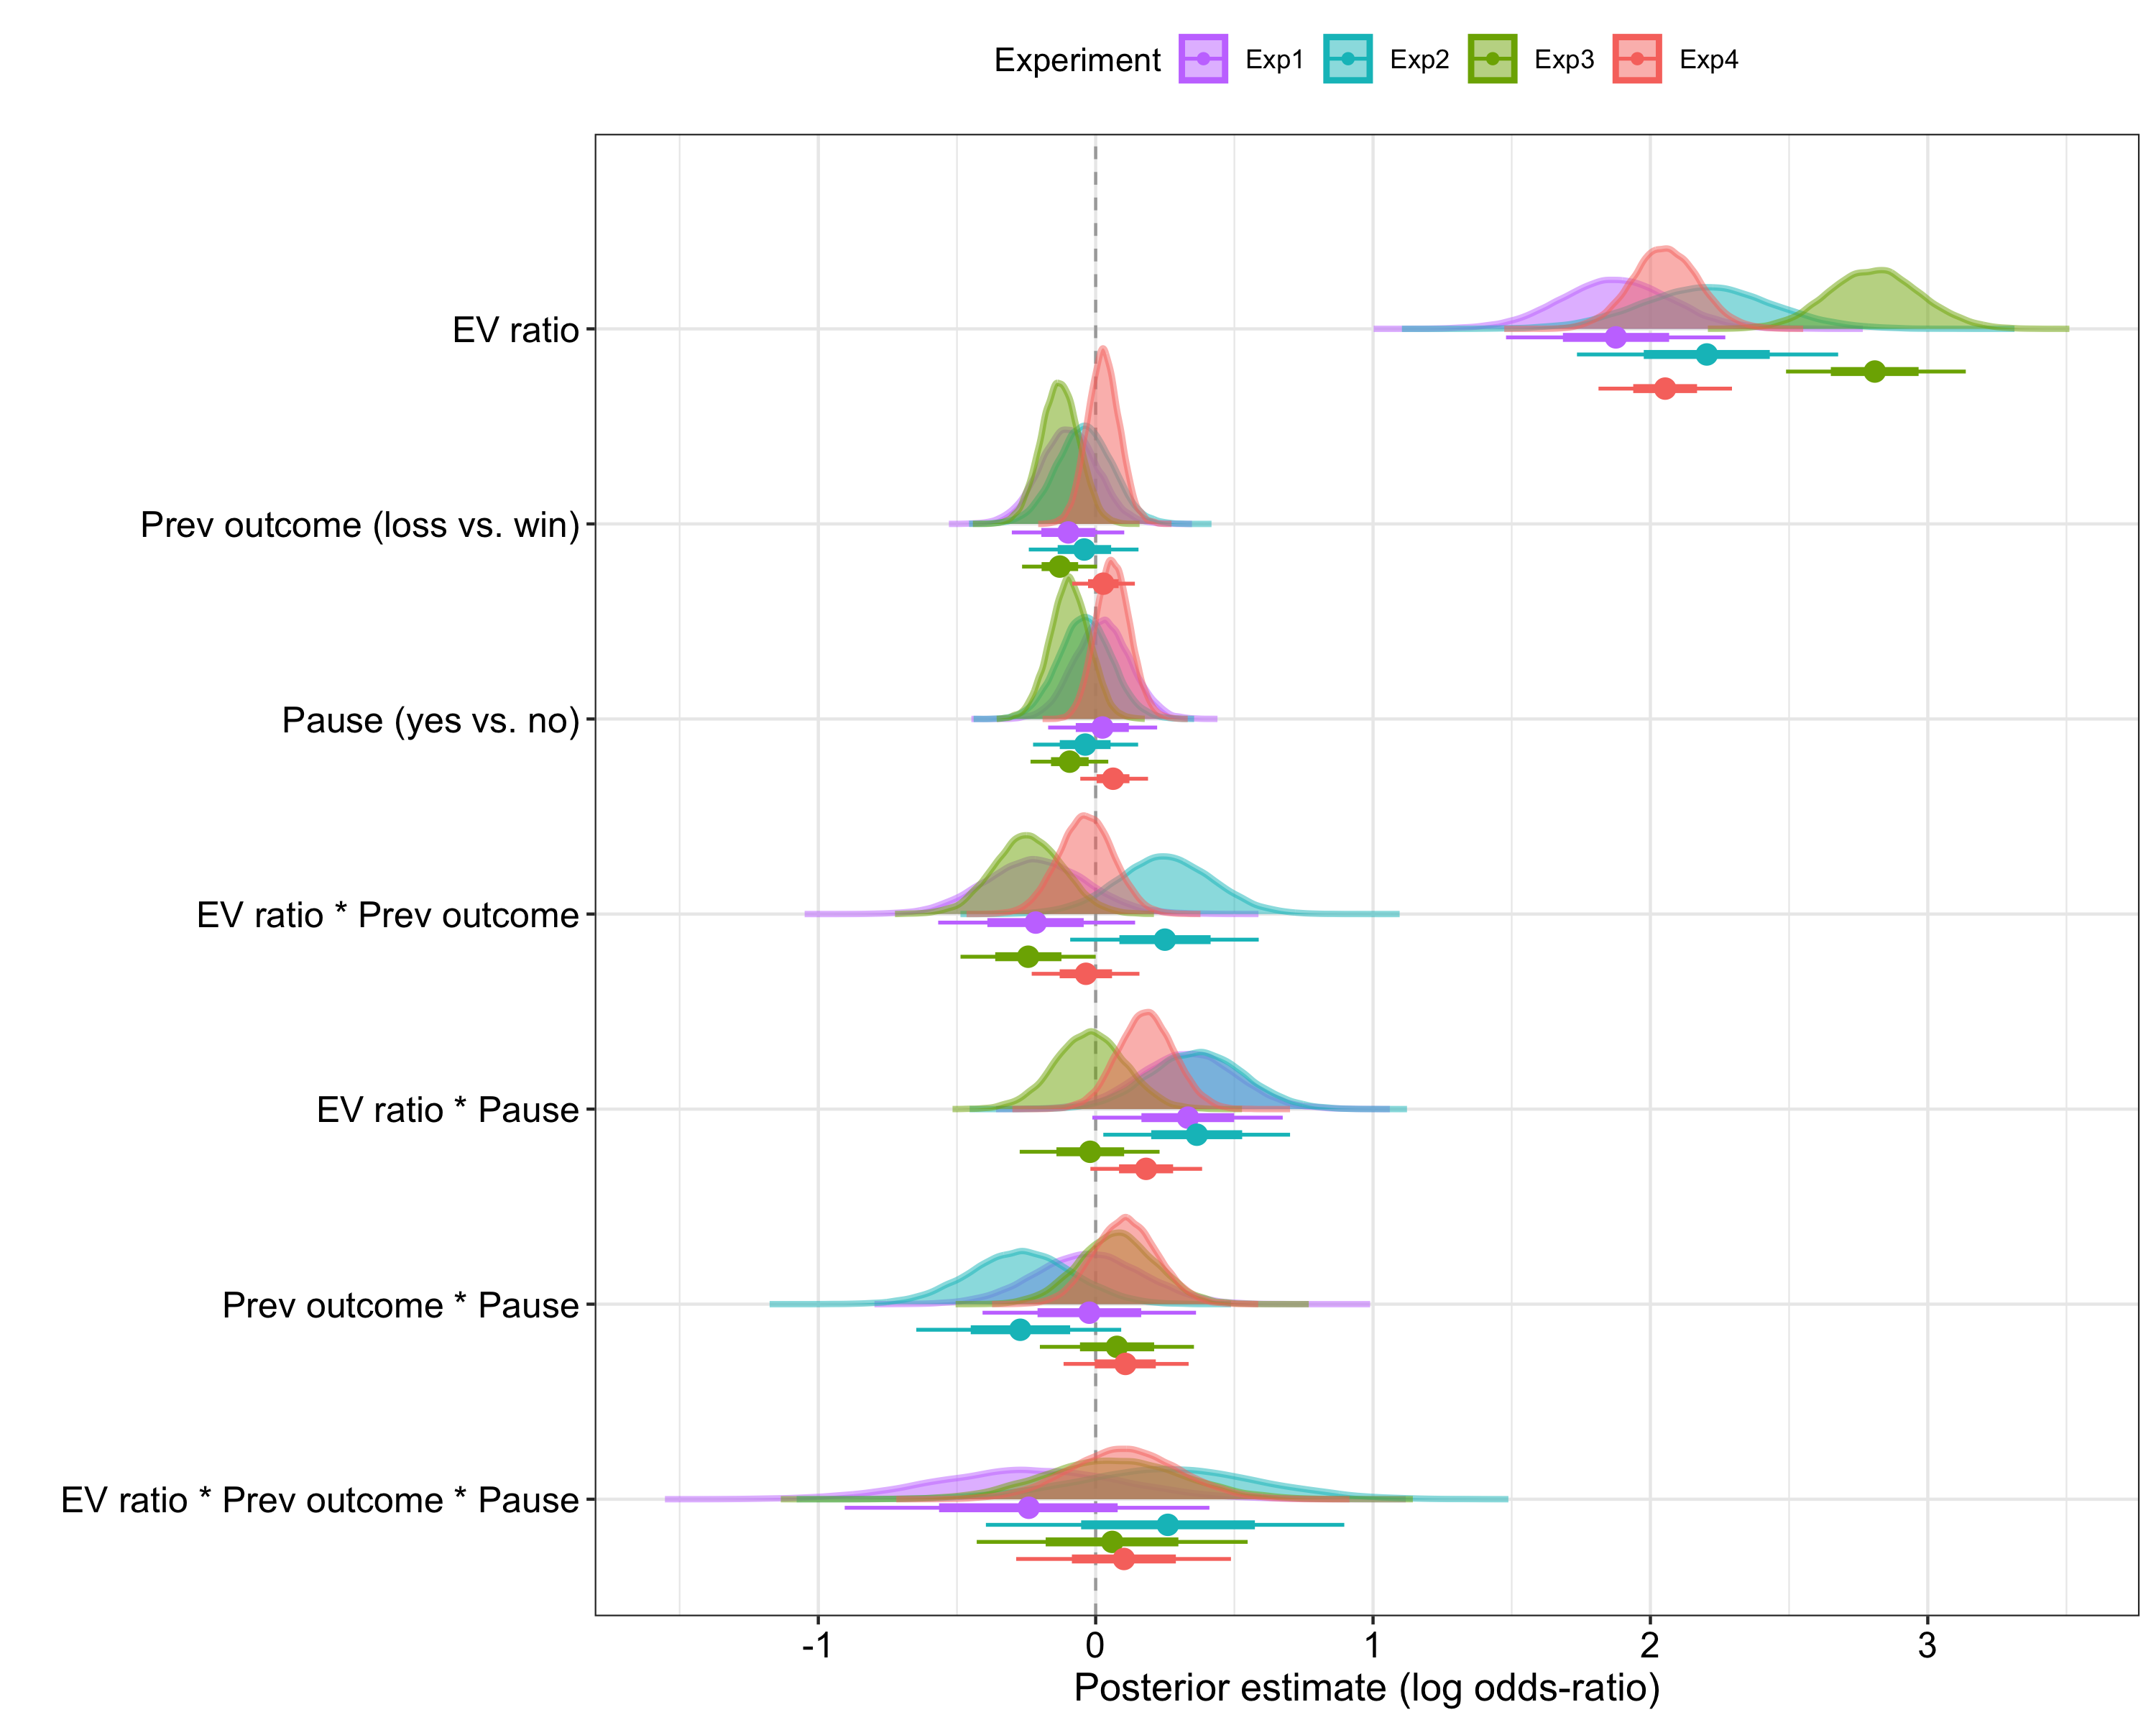 Experiment Exp1 Exp2 Exp3 Exp4
EV ratio
Prev outcome (loss vs. win)
Pause (yes vs. no)
EV ratio * Prev outcome
EV ratio * Pause
Prev outcome * Pause
EV ratio * Prev outcome * Pause
-1 0 1 2 3
Posterior estimate (log odds-ratio)